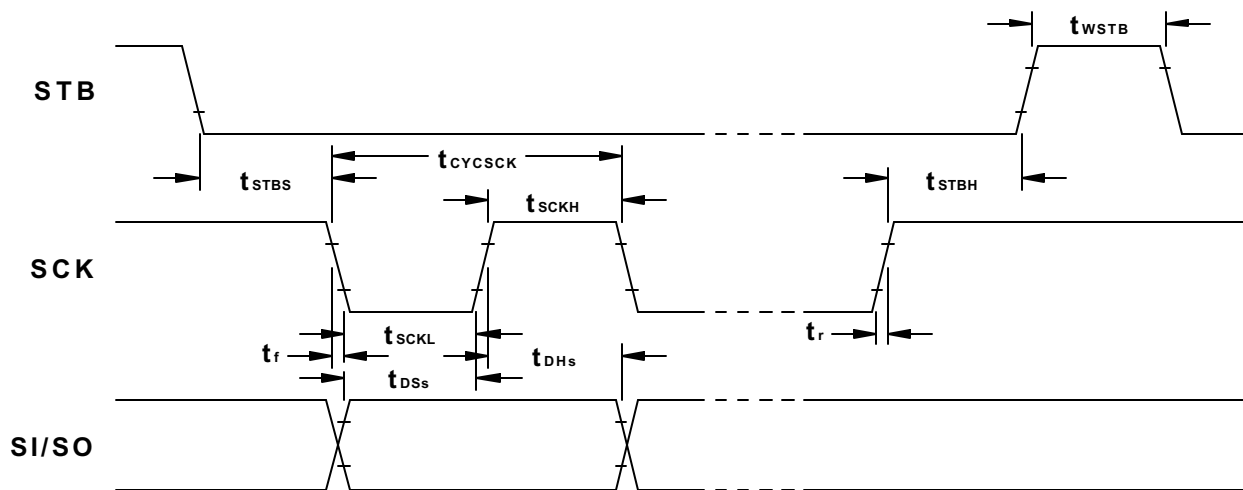 tWSTB
STB
tCYCSCK
tSTBS
tSTBH
tSCKH
SCK
tSCKL
tr
tf
tDHs
tDSs
SI/SO